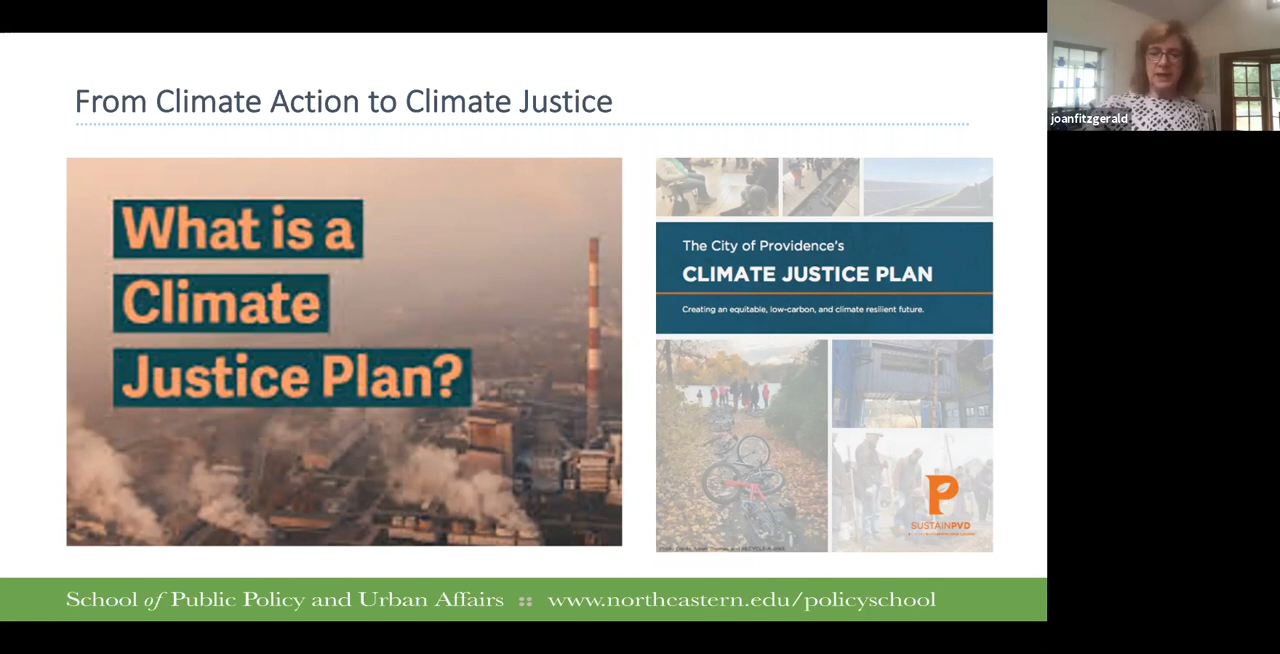 From Climate Action to Climate Justice
What is a
Climate
Justice Plan?
The City of Providence's
CLIMATE JUSTICE PLAN
Creating an equitable, low-carbon, and climate resilient future.
SUSTAINPVD
School of Public Policy and Urban Affairs :: www.northeastern.edu/policyschool
joanfitzgerald